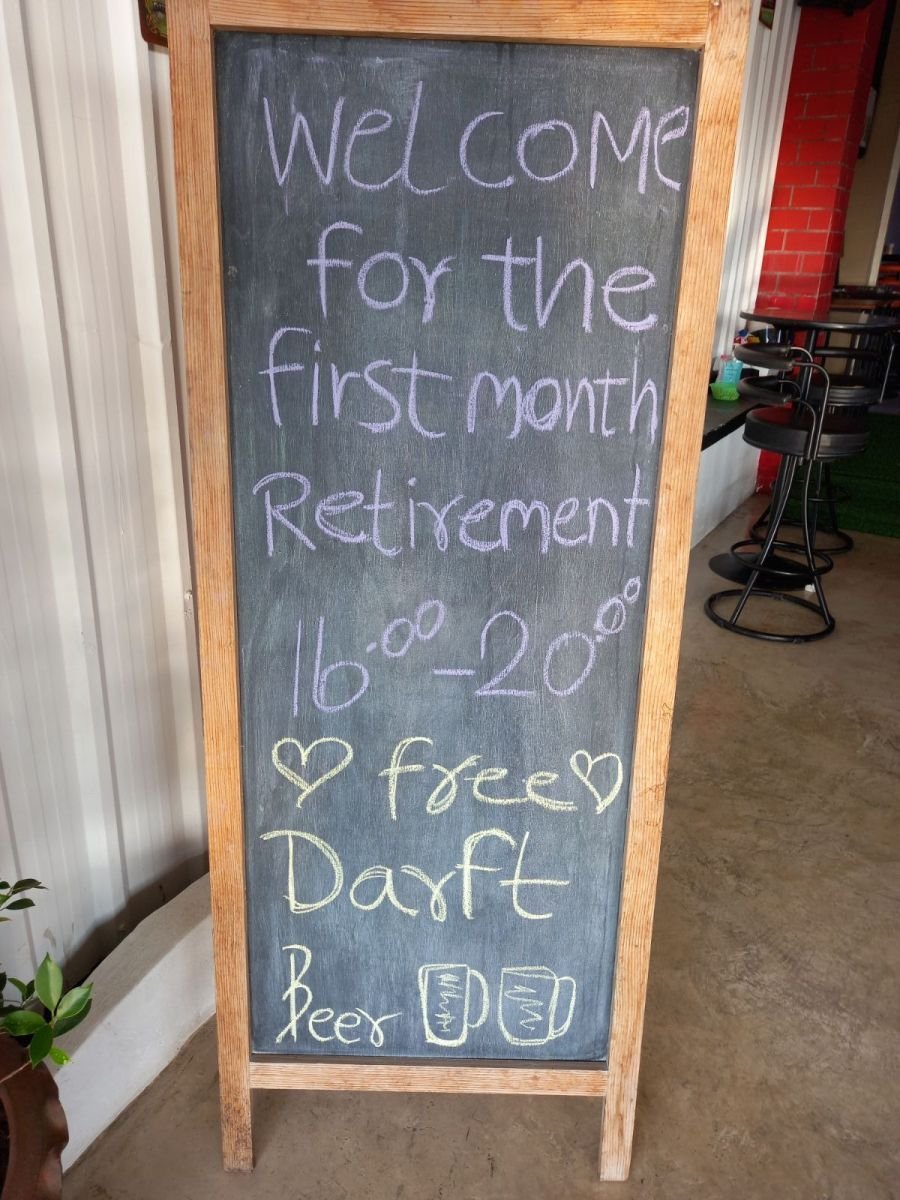 Welcome
for the
first month
Retirement
16.00-20.00
free
Darft
Beer